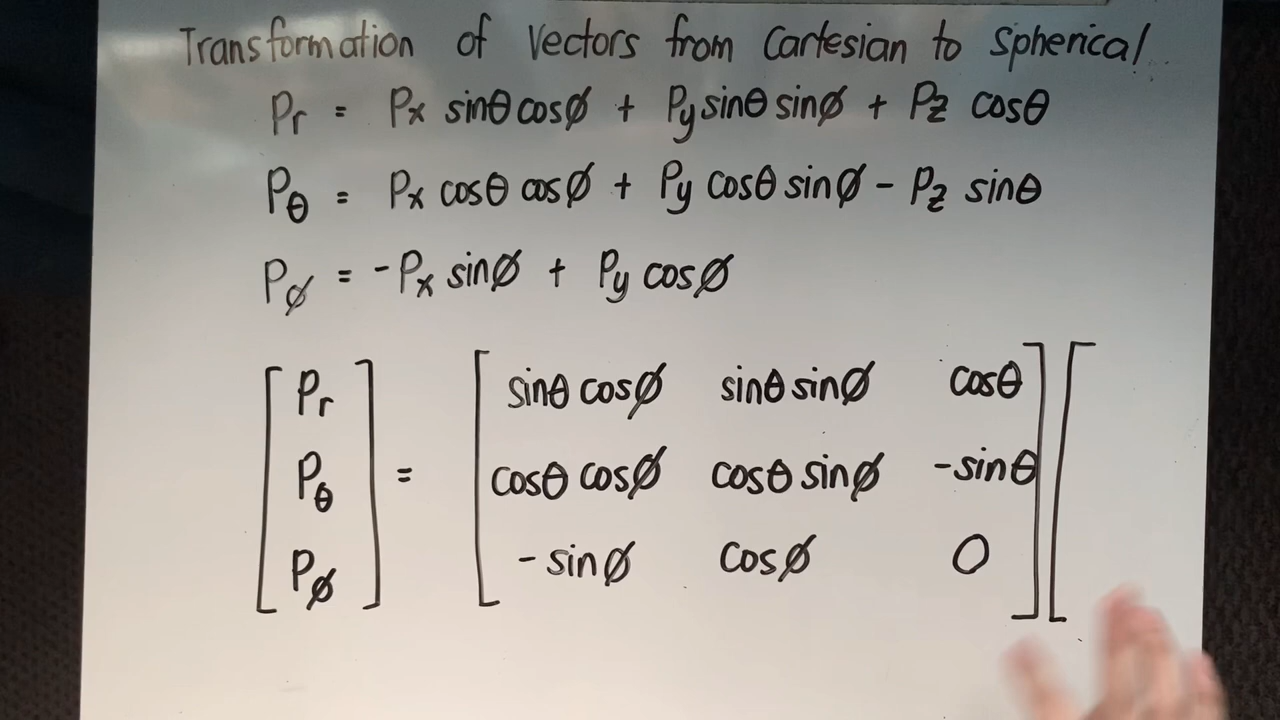 Transformation of Vectors from Cartesian to Spherical
Pr = Px sinθ cosø + Py sinθ sinø + Pz cosθ
Pθ = Px cosθ cosø + Py cosθ sinø - Pz sinθ
Pø = -Px sinø + Py cosø
[ Pr ] [ sinθ cosø sinθ sinø cosθ ] [
[ Pθ ] = [ cosθ cosø cosθ sinø -sinθ ] [
[ Pø ] [ -sinø cosø 0 ] [